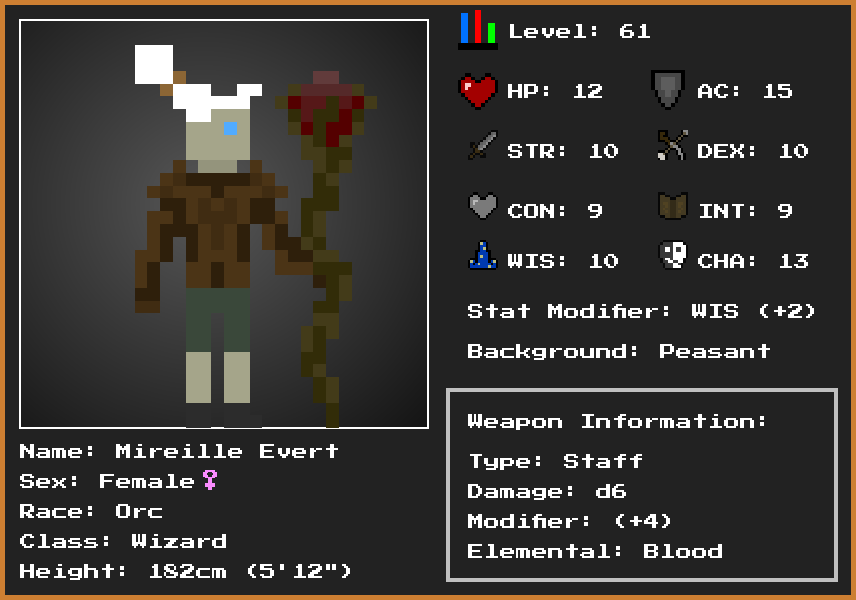 Level: 61
HP: 12
AC: 15
STR: 10
DEX: 10
CON: 9
INT: 9
WIS: 10
CHA: 13
Stat Modifier: WIS (+2)
Background: Peasant
Weapon Information:
Type: Staff
Damage: d6
Modifier: (+4)
Elemental: Blood
Name: Mireille Evert
Sex: Female♀
Race: Orc
Class: Wizard
Height: 182cm (5'12")